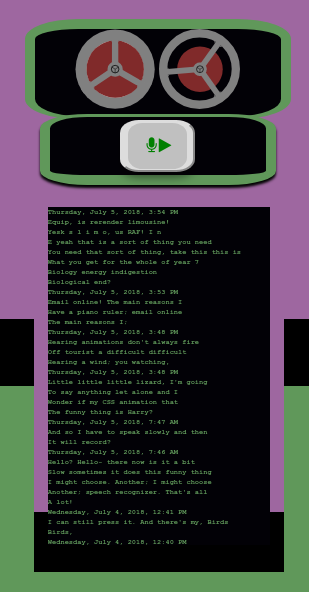 Thursday, July 5, 2018, 3:54 PM
Equip, is rerender limousine!
Yesk s l i m o, us RAF! I n
E yeah that is a sort of thing you need
You need that sort of thing, take this this is
What you get for the whole of year 7
Biology energy indigestion
Biological end?
Thursday, July 5, 2018, 3:53 PM
Email online! The main reasons I
Have a piano ruler; email online
The main reasons I;
Thursday, July 5, 2018, 3:48 PM
Hearing animations don't always fire
Off tourist a difficult difficult
Hearing a wind; you watching,
Thursday, July 5, 2018, 3:48 PM
Little little little lizard, I'm going
To say anything let alone and I
Wonder if my CSS animation that
The funny thing is Harry?
Thursday, July 5, 2018, 7:47 AM
And so I have to speak slowly and then
It will record?
Thursday, July 5, 2018, 7:46 AM
Hello? Hello- there now is it a bit
Slow sometimes it does this funny thing
I might choose. Another; I might choose
Another: speech recognizer. That's all
A lot!
Wednesday, July 4, 2018, 12:41 PM
I can still press it. And there's my, Birds
Birds,
Wednesday, July 4, 2018, 12:40 PM